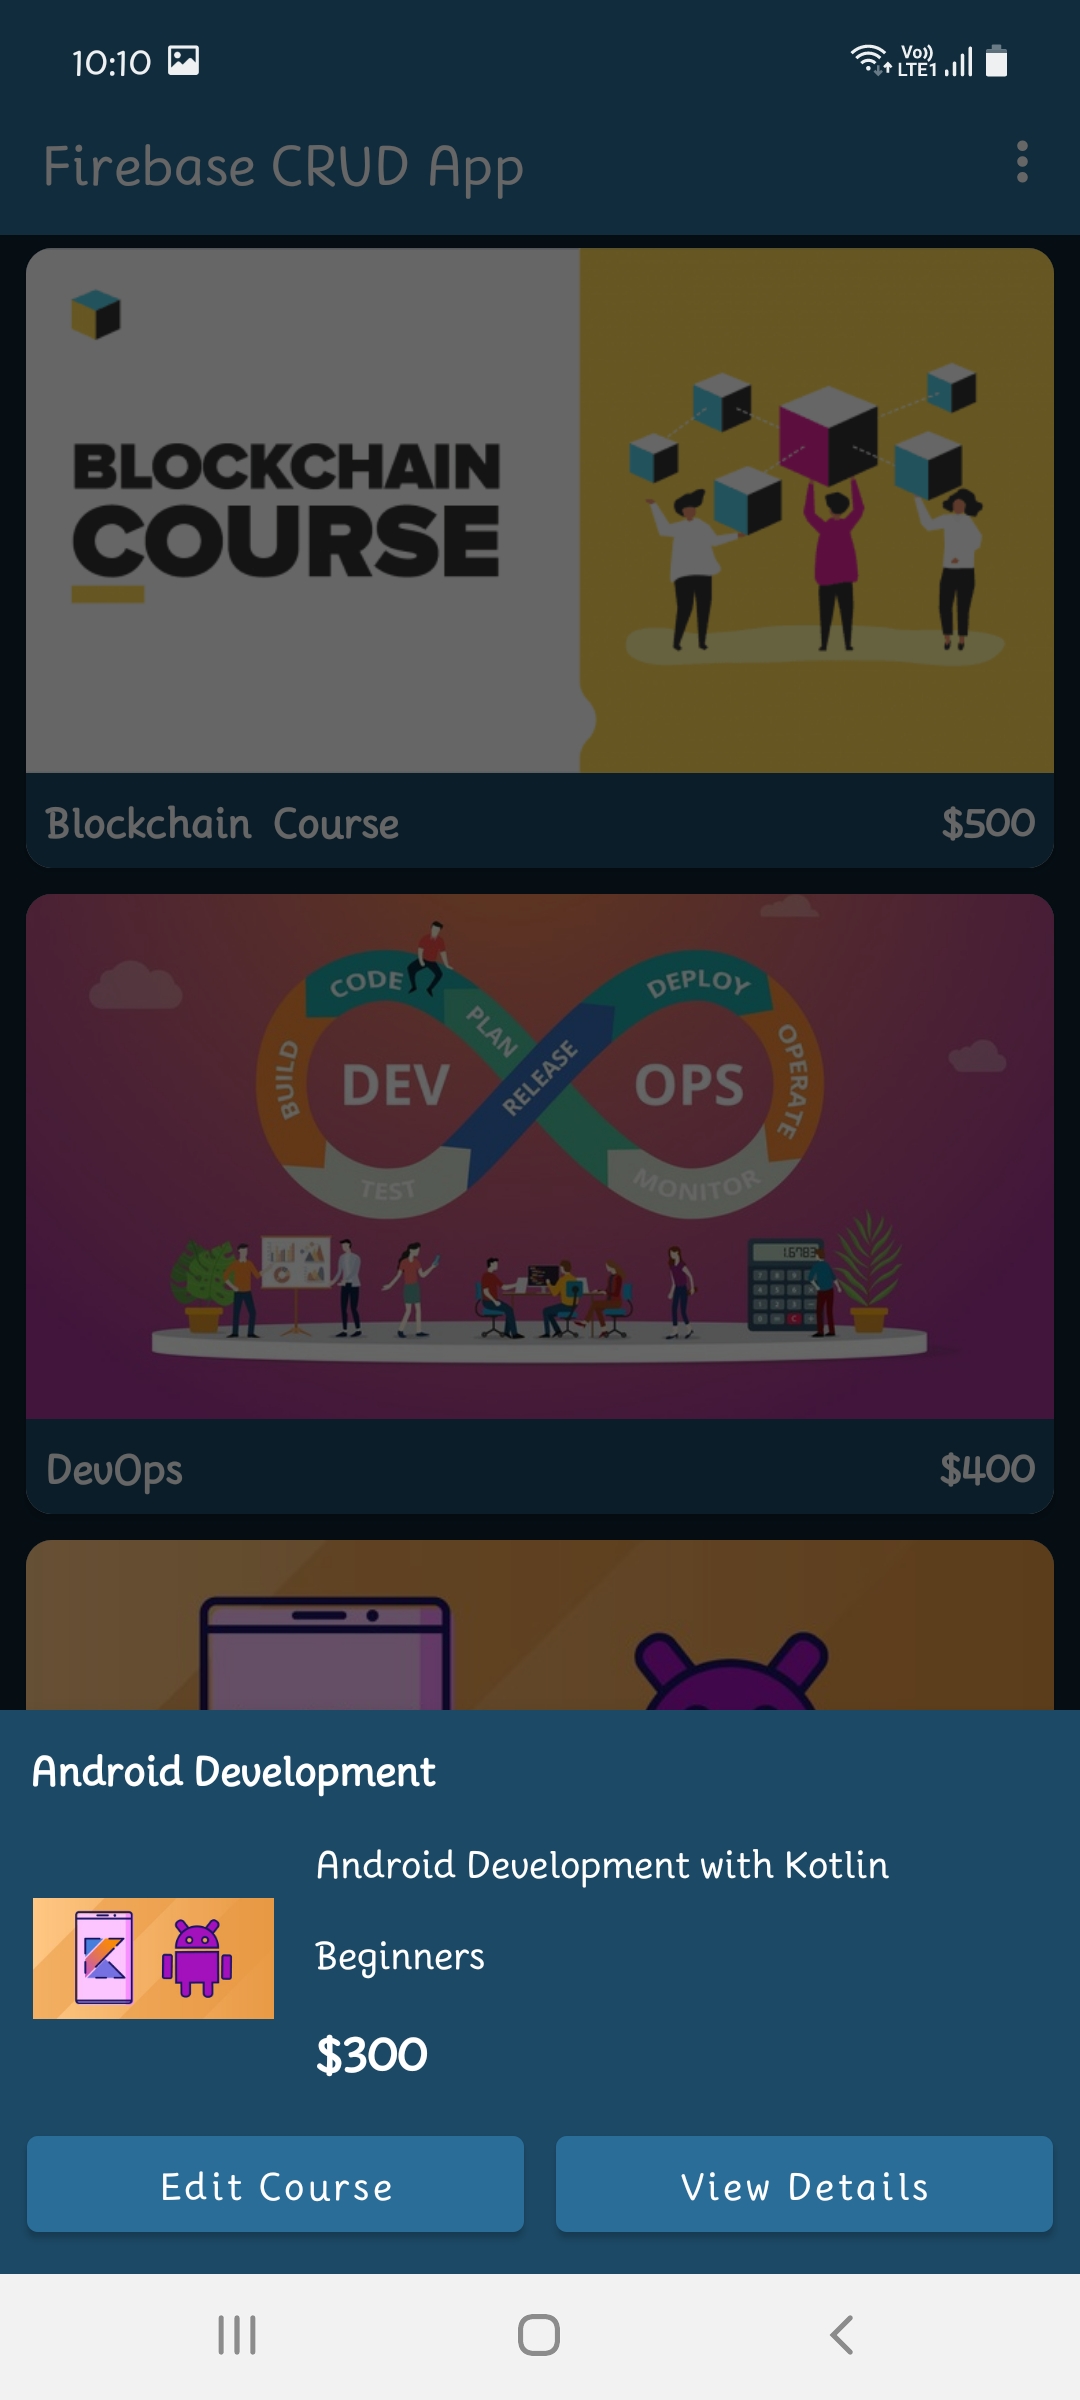 10:10
Vo))
LTE1
Firebase CRUD App
BLOCKCHAIN
COURSE
Blockchain Course $500
CODE
DEPLOY
PLAN
BUILD
RELEASE
OPERATE
DEV
OPS
TEST
MONITOR
DevOps $400
Android Development
Android Development with Kotlin
Beginners
$300
Edit Course
View Details